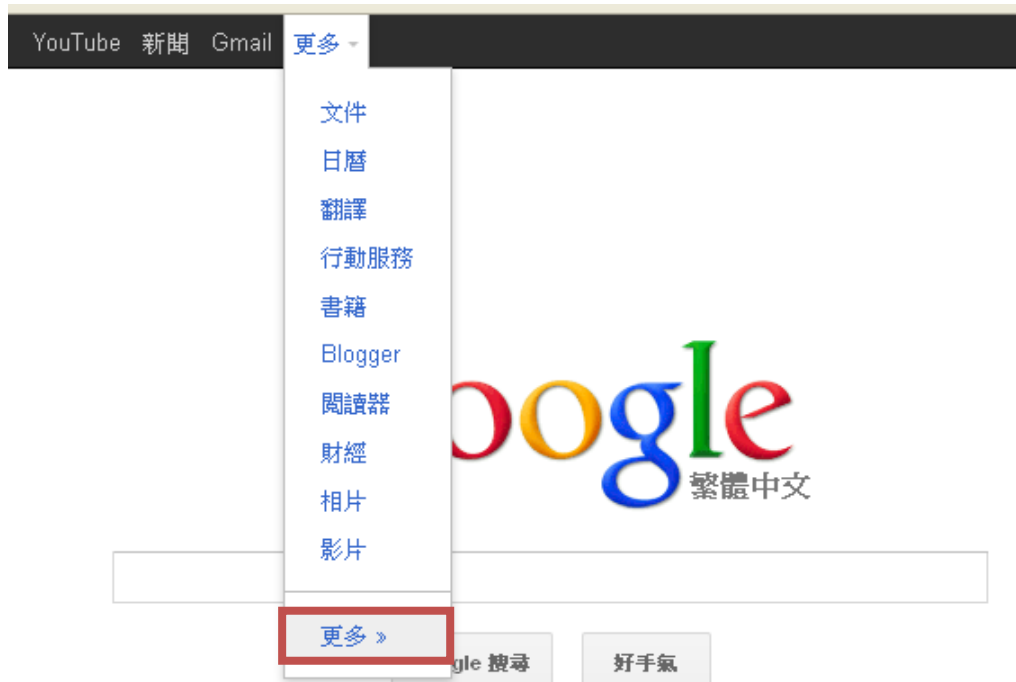 YouTube 新聞 Gmail 更多
文件
日曆
翻譯
行動服務
書籍
Blogger
閱讀器
財經
相片
影片
oogle
繁體中文
更多 »
gle 搜尋
好手氣